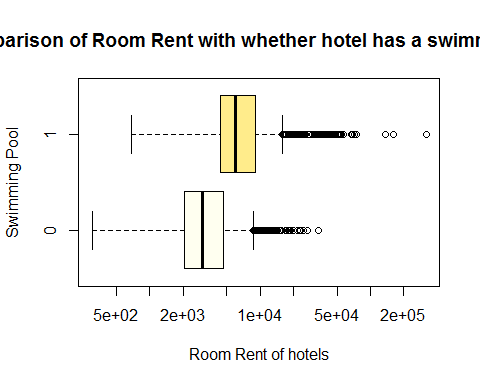 parison of Room Rent with whether hotel has a swimm
Swimming Pool
1
0
5e+02 2e+03 1e+04 5e+04 2e+05
Room Rent of hotels